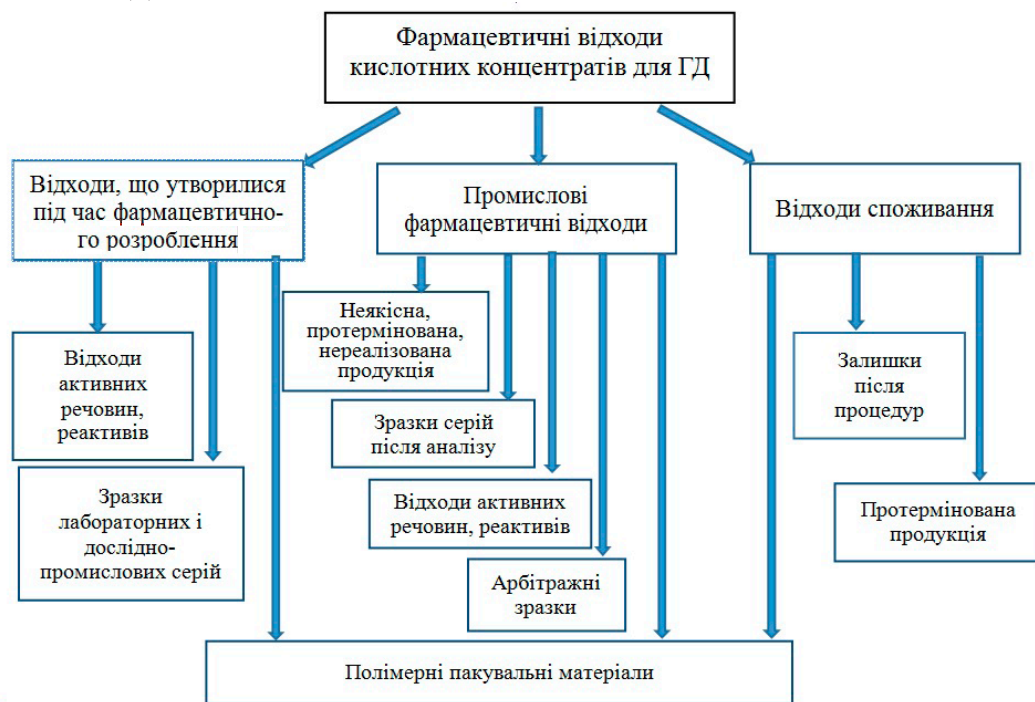 Фармацевтичні відходи
кислотних концентратів для ГД
Відходи, що утворилися
під час фармацевтично-
го розроблення
Промислові
фармацевтичні відходи
Відходи споживання
Неякісна,
протермінована,
нереалізована
продукція
Відходи
активних
речовин,
реактивів
Залишки
після
процедур
Зразки серій
після аналізу
Зразки
лабораторних і
дослідно-
промислових серій
Відходи активних
речовин, реактивів
Протермінована
продукція
Арбітражні
зразки
Полімерні пакувальні матеріали